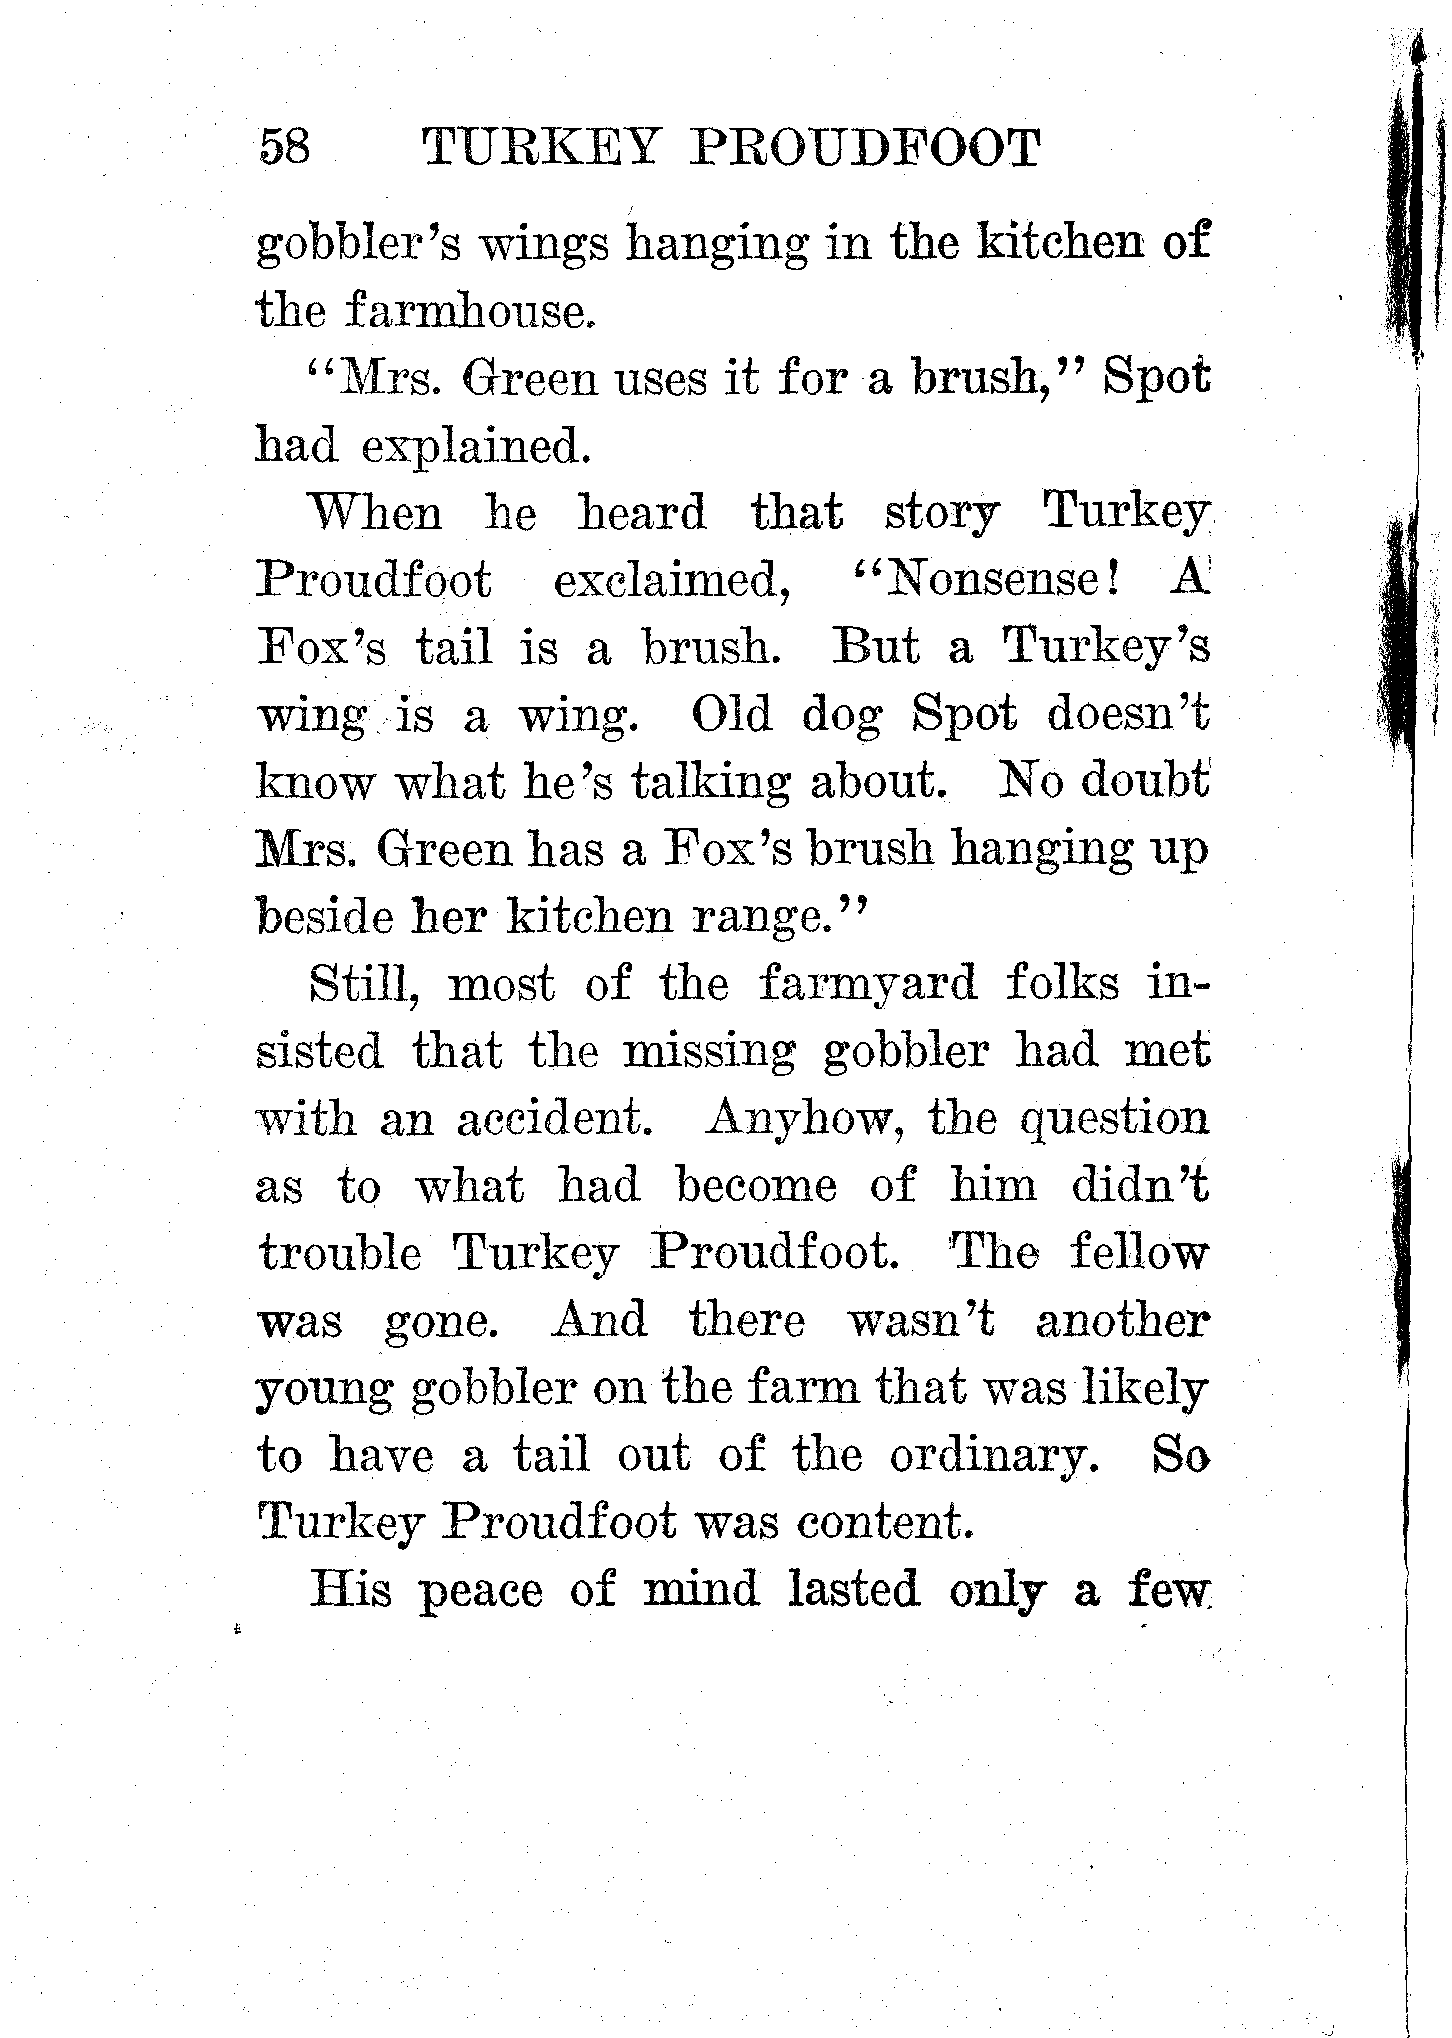 58 TURKEY PROUDFOOT
gobbler's wings hanging in the kitchen of
the farmhouse.
"Mrs. Green uses it for a brush," Spot
had explained.
When he heard that story Turkey
Proudfoot exclaimed, "Nonsense! A
Fox's tail is a brush. But a Turkey's
wing is a wing. Old dog Spot doesn't
know what he's talking about. No doubt
Mrs. Green has a Fox's brush hanging up
beside her kitchen range."
Still, most of the farmyard folks in-
sisted that the missing gobbler had met
with an accident. Anyhow, the question
as to what had become of him didn't
trouble Turkey Proudfoot. The fellow
was gone. And there wasn't another
young gobbler on the farm that was likely
to have a tail out of the ordinary. So
Turkey Proudfoot was content.
His peace of mind lasted only a few